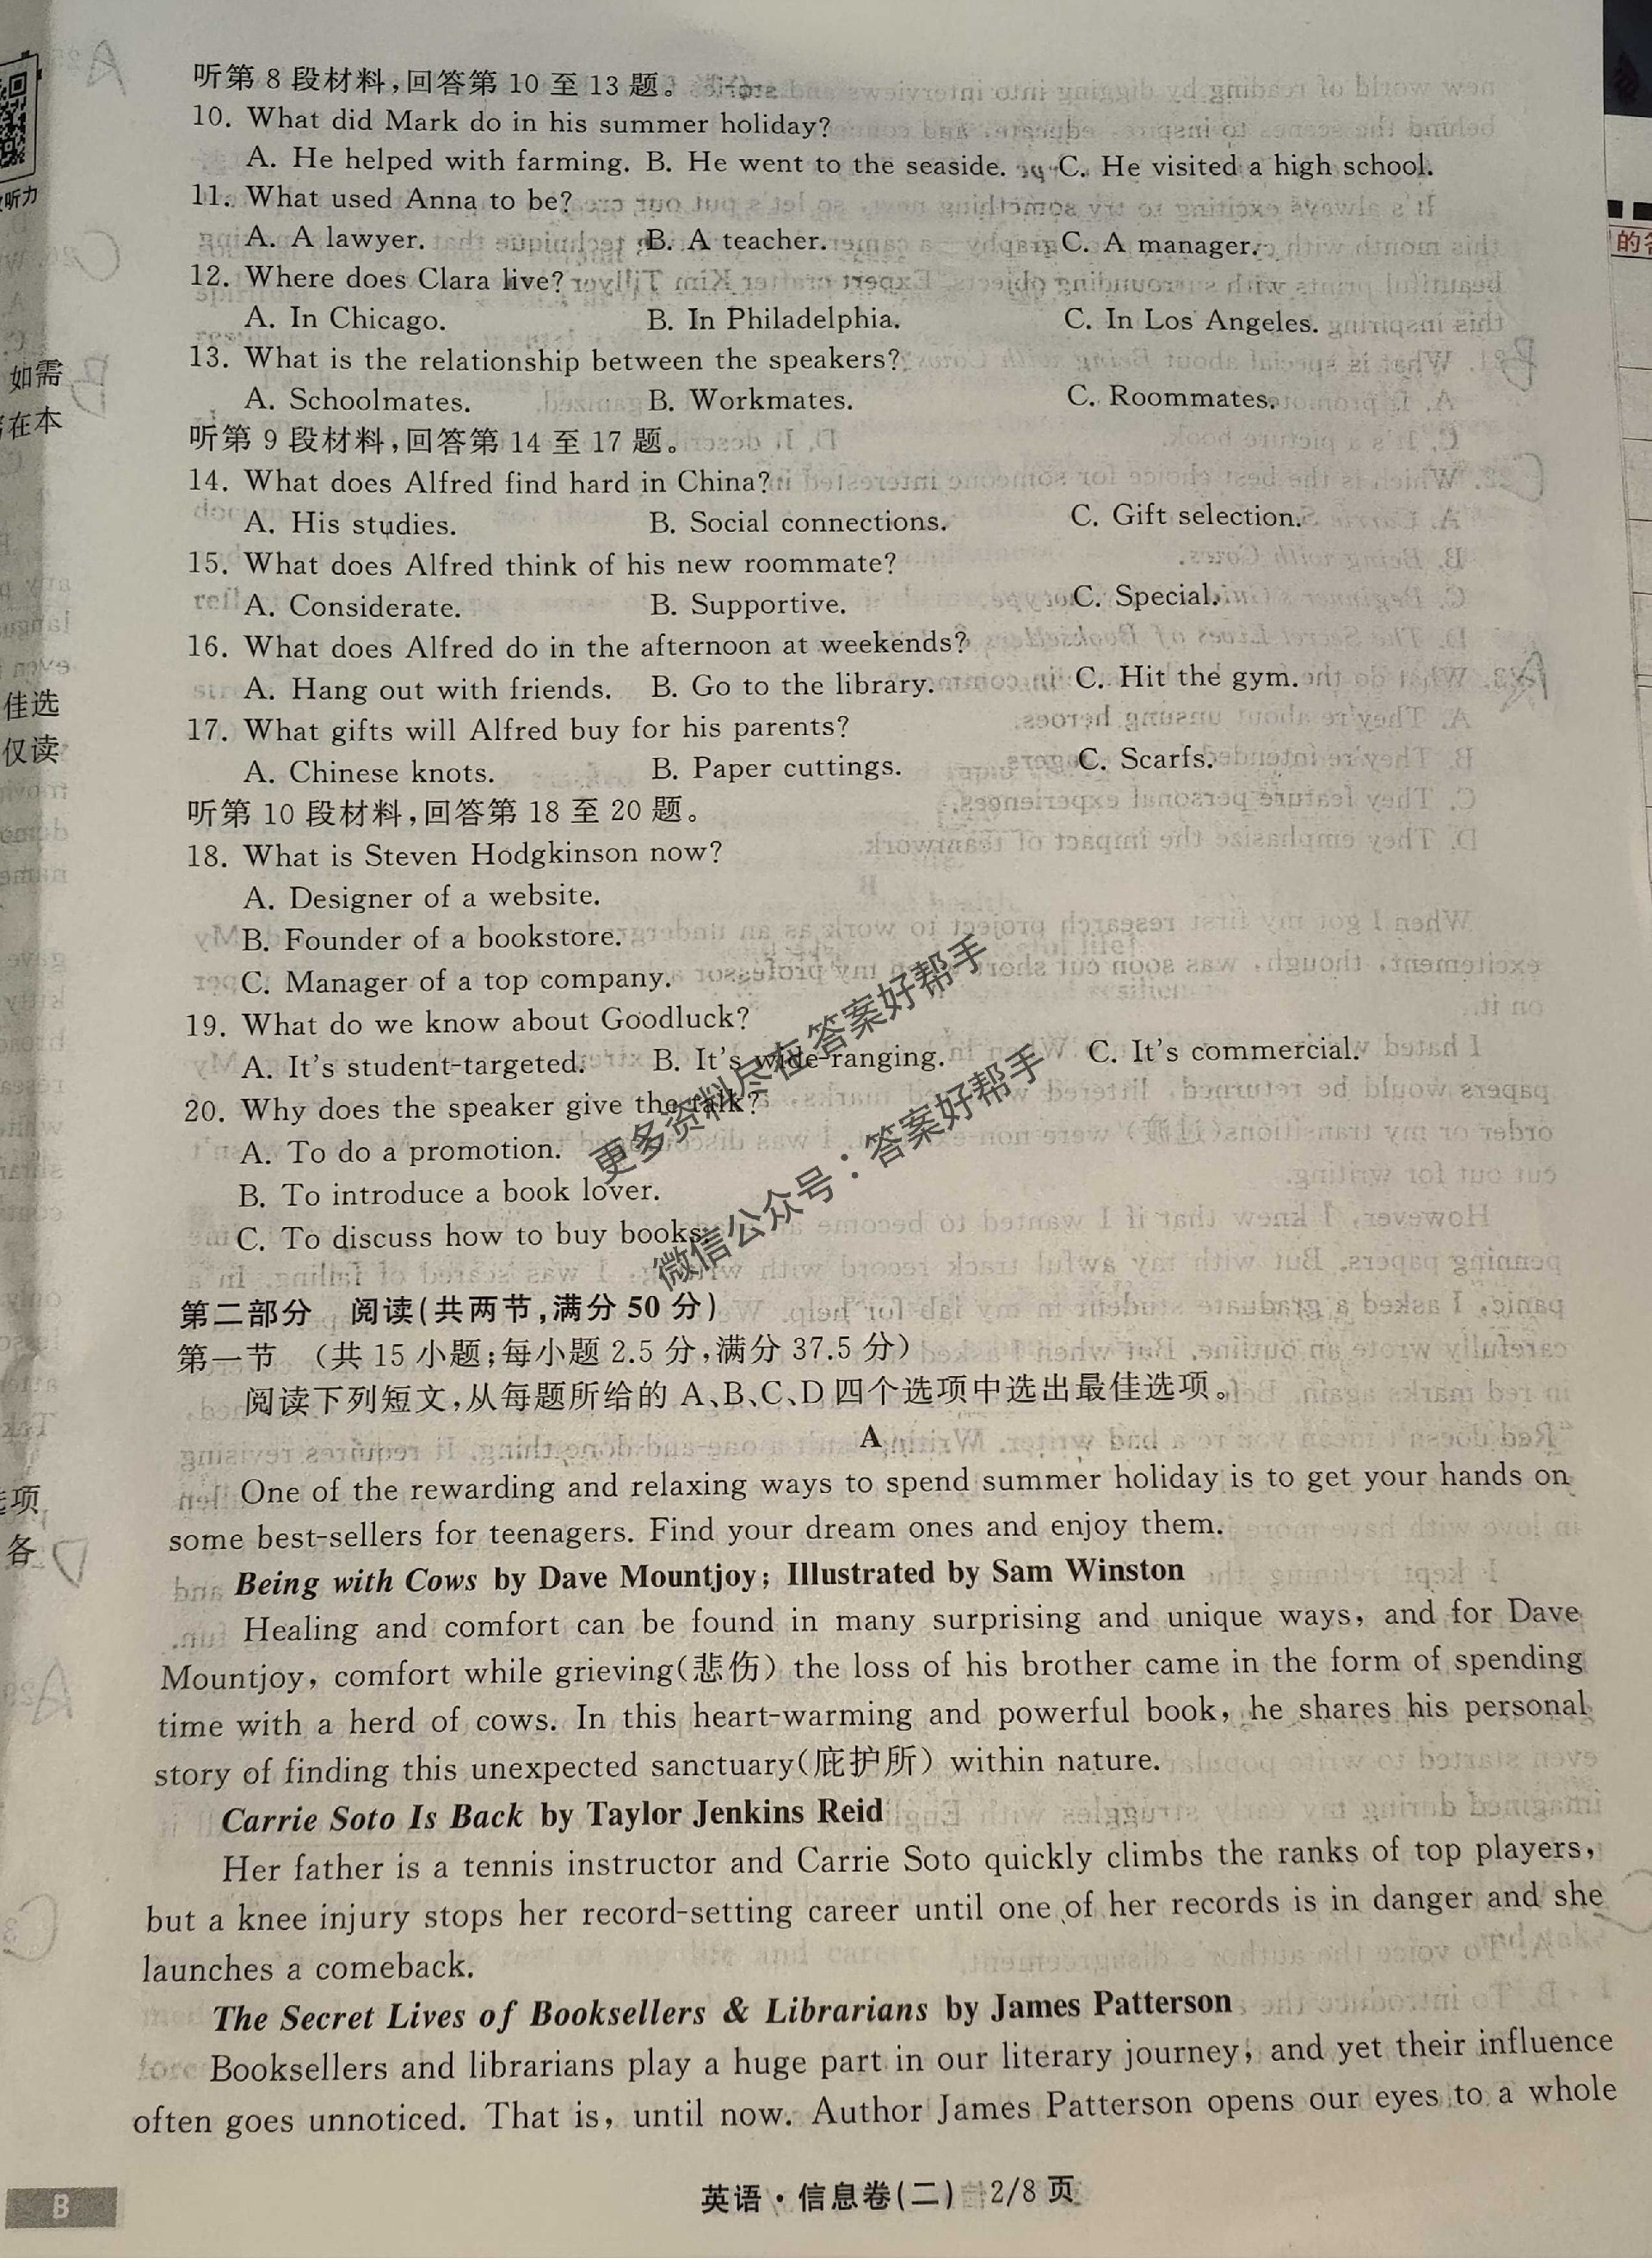 听第 8 段材料,回答第 10 至 13 题。
10. What did Mark do in his summer holiday?
A. He helped with farming. B. He went to the seaside. C. He visited a high school.
11. What used Anna to be?
A. A lawyer. B. A teacher. C. A manager.
12. Where does Clara live?
A. In Chicago. B. In Philadelphia. C. In Los Angeles.
13. What is the relationship between the speakers?
A. Schoolmates. B. Workmates. C. Roommates.
听第 9 段材料,回答第 14 至 17 题。
14. What does Alfred find hard in China?
A. His studies. B. Social connections. C. Gift selection.
15. What does Alfred think of his new roommate?
A. Considerate. B. Supportive. C. Special.
16. What does Alfred do in the afternoon at weekends?
A. Hang out with friends. B. Go to the library. C. Hit the gym.
17. What gifts will Alfred buy for his parents?
A. Chinese knots. B. Paper cuttings. C. Scarfs.
听第 10 段材料,回答第 18 至 20 题。
18. What is Steven Hodgkinson now?
A. Designer of a website.
B. Founder of a bookstore.
C. Manager of a top company.
19. What do we know about Goodluck?
A. It's student-targeted. B. It's wide-ranging. C. It's commercial.
20. Why does the speaker give the talk?
A. To do a promotion.
B. To introduce a book lover.
C. To discuss how to buy books.
更多资料尽在答案好帮手
微信公众号：答案好帮手
第二部分 阅读(共两节,满分 50 分)
第一节 (共 15 小题;每小题 2.5 分,满分 37.5 分)
阅读下列短文,从每题所给的 A、B、C、D 四个选项中选出最佳选项。
A
One of the rewarding and relaxing ways to spend summer holiday is to get your hands on
some best-sellers for teenagers. Find your dream ones and enjoy them.
Being with Cows by Dave Mountjoy; Illustrated by Sam Winston
Healing and comfort can be found in many surprising and unique ways, and for Dave
Mountjoy, comfort while grieving(悲伤) the loss of his brother came in the form of spending
time with a herd of cows. In this heart-warming and powerful book, he shares his personal
story of finding this unexpected sanctuary(庇护所) within nature.
Carrie Soto Is Back by Taylor Jenkins Reid
Her father is a tennis instructor and Carrie Soto quickly climbs the ranks of top players,
but a knee injury stops her record-setting career until one of her records is in danger and she
launches a comeback.
The Secret Lives of Booksellers & Librarians by James Patterson
Booksellers and librarians play a huge part in our literary journey, and yet their influence
often goes unnoticed. That is, until now. Author James Patterson opens our eyes to a whole
英语·信息卷(二) 2/8 页
B
听力
如需
在本
佳选
仅读
项
各
的答